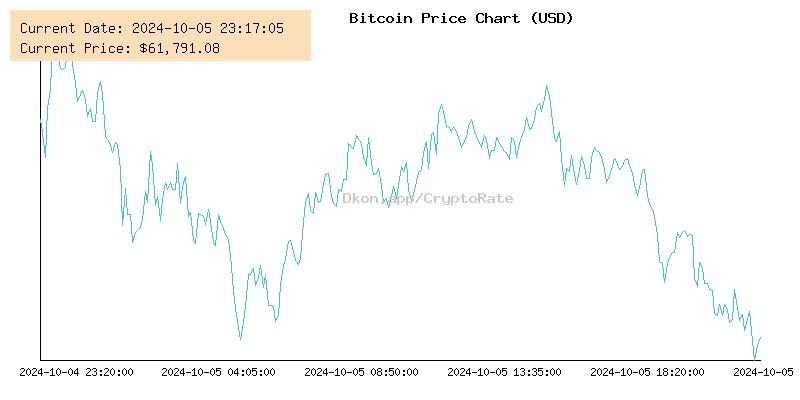 Bitcoin Price Chart (USD)
Current Date: 2024-10-05 23:17:05
Current Price: $61,791.08
Dkon.app/CryptoRate
2024-10-04 23:20:00 2024-10-05 04:05:00 2024-10-05 08:50:00 2024-10-05 13:35:00 2024-10-05 18:20:00 2024-10-05